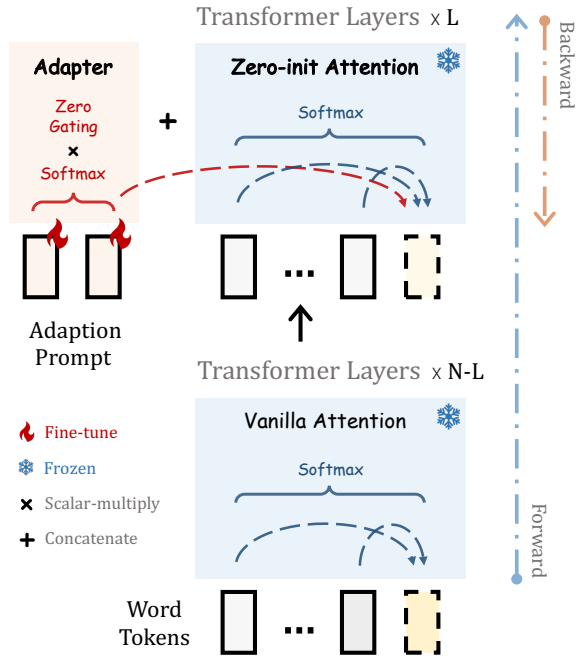 Transformer Layers x L
Adapter
Zero-init Attention
Zero
Gating
×
Softmax
+
Softmax
...
Adaption
Prompt
Transformer Layers x N-L
Vanilla Attention
Softmax
Fine-tune
Frozen
× Scalar-multiply
+ Concatenate
Word
Tokens
...
Backward
Forward